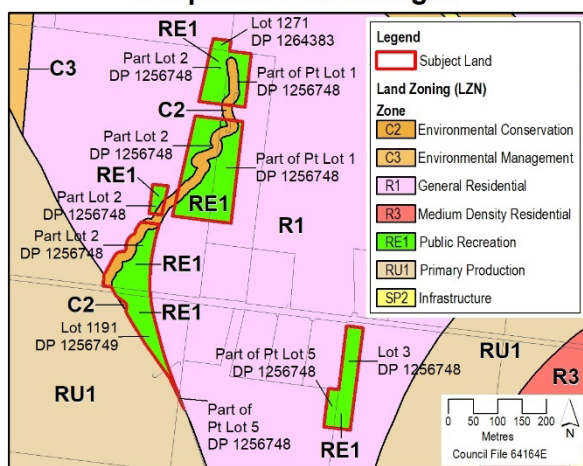 Lot 1271
DP 1264383
RE1
Part Lot 2
DP 1256748
Part of Pt Lot 1
DP 1256748
C3
C2
Part Lot 2
DP 1256748
Part of Pt Lot 1
DP 1256748
RE1
Part Lot 2
DP 1256748
RE1
Part Lot 2
DP 1256748
R1
RE1
C2
RE1
Lot 1191
DP 1256749
RU1
Part of
Pt Lot 5
DP 1256748
Part of Pt Lot 5
DP 1256748
Lot 3
DP 1256748
RE1
RU1
R3
Legend
Subject Land
Land Zoning (LZN)
Zone
C2 Environmental Conservation
C3 Environmental Management
R1 General Residential
R3 Medium Density Residential
RE1 Public Recreation
RU1 Primary Production
SP2 Infrastructure
0 50 100 150 200
Metres
N
Council File 64164E